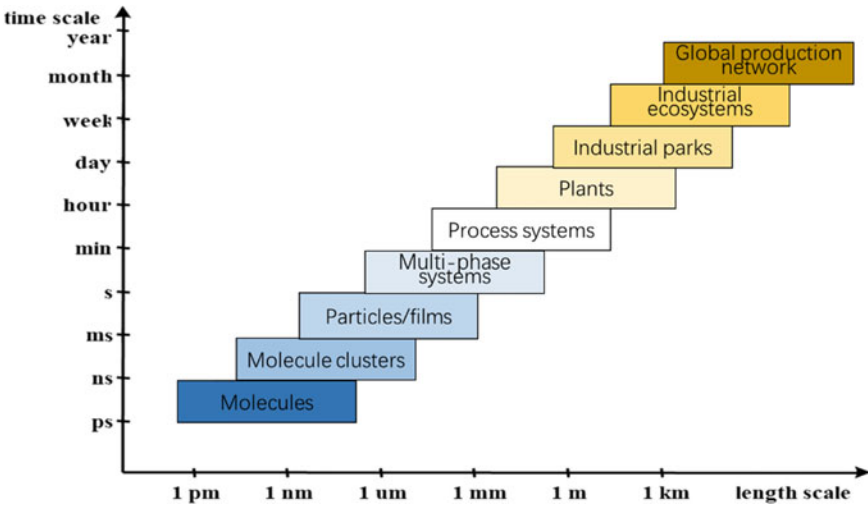 time scale
year
Global production
network
month
Industrial
ecosystems
week
Industrial parks
day
Plants
hour
Process systems
min
Multi-phase
systems
s
Particles/films
ms
Molecule clusters
ns
Molecules
ps
1 pm 1 nm 1 um 1 mm 1 m 1 km length scale